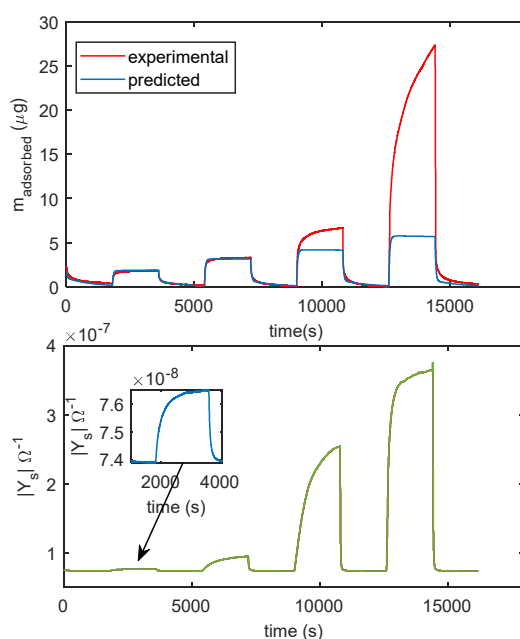 30
25
20
15
10
5
0
m_adsorbed (μg)
experimental
predicted
0 5000 10000 15000
time(s)
×10^-7
4
3
2
1
|Y_s| Ω^-1
×10^-8
7.6
7.5
7.4
|Y_s| Ω^-1
2000 4000
time (s)
0 5000 10000 15000
time (s)